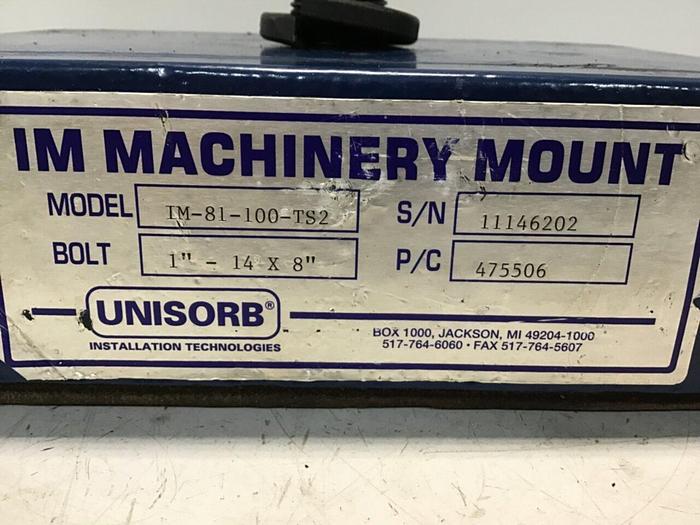 IM MACHINERY MOUNT
MODEL IM-81-100-TS2 S/N 11146202
BOLT 1" - 14 X 8" P/C 475506
UNISORB®
INSTALLATION TECHNOLOGIES
BOX 1000, JACKSON, MI 49204-1000
517-764-6060 • FAX 517-764-5607